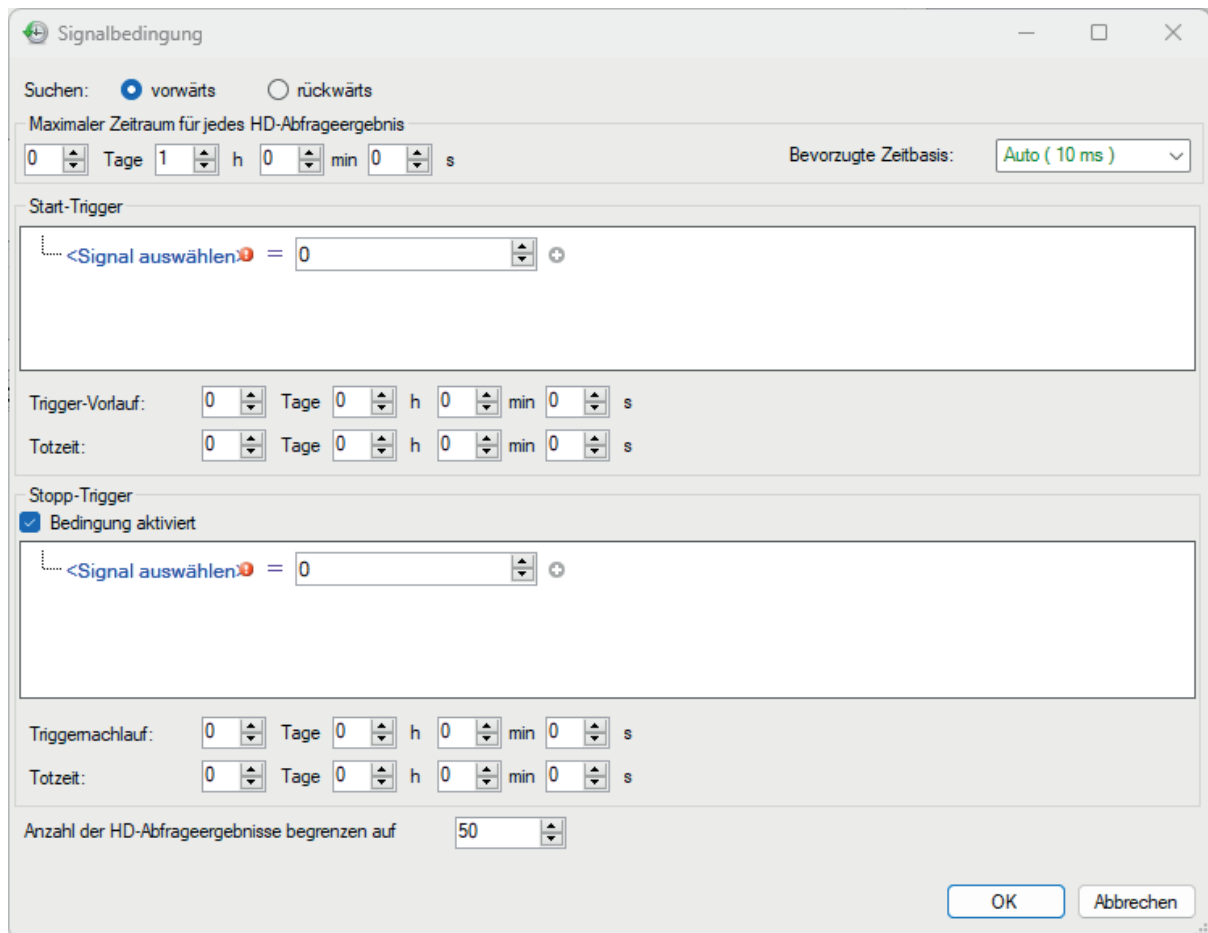 Signalbedingung
Suchen: vorwärts rückwärts
Maximaler Zeitraum für jedes HD-Abfrageergebnis
0 Tage 1 h 0 min 0 s Bevorzugte Zeitbasis: Auto ( 10 ms )
Start-Trigger
<Signal auswählen> = 0
Trigger-Vorlauf: 0 Tage 0 h 0 min 0 s
Totzeit: 0 Tage 0 h 0 min 0 s
Stopp-Trigger
Bedingung aktiviert
<Signal auswählen> = 0
Triggernachlauf: 0 Tage 0 h 0 min 0 s
Totzeit: 0 Tage 0 h 0 min 0 s
Anzahl der HD-Abfrageergebnisse begrenzen auf 50
OK Abbrechen